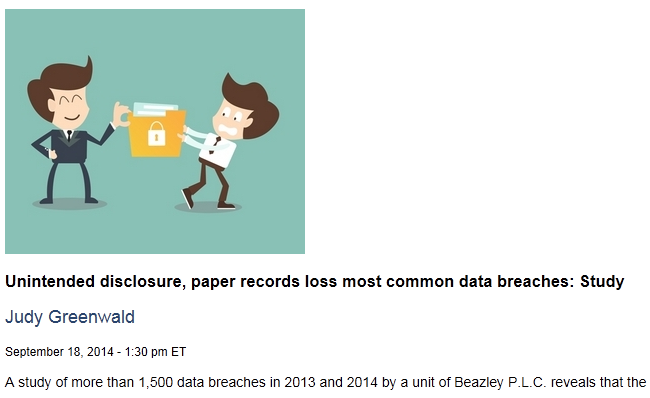 Unintended disclosure, paper records loss most common data breaches: Study
Judy Greenwald
September 18, 2014 - 1:30 pm ET
A study of more than 1,500 data breaches in 2013 and 2014 by a unit of Beazley P.L.C. reveals that the